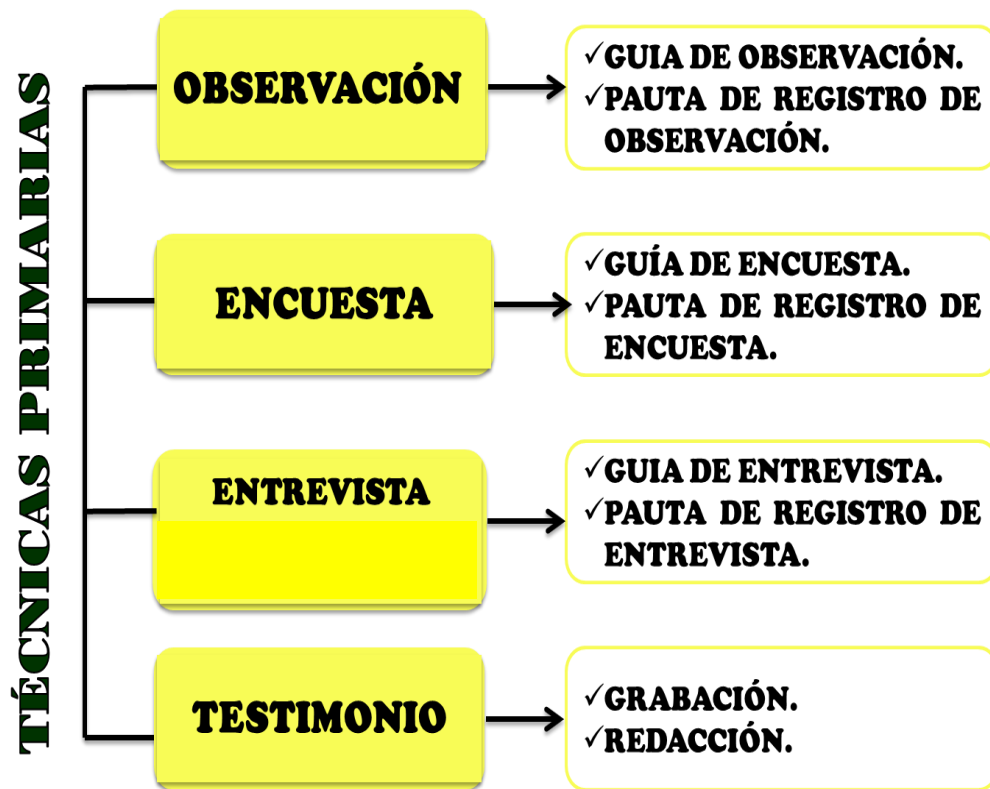 TÉCNICAS PRIMARIAS
OBSERVACIÓN
✓GUIA DE OBSERVACIÓN.
✓PAUTA DE REGISTRO DE
OBSERVACIÓN.
ENCUESTA
✓GUÍA DE ENCUESTA.
✓PAUTA DE REGISTRO DE
ENCUESTA.
ENTREVISTA
✓GUIA DE ENTREVISTA.
✓PAUTA DE REGISTRO DE
ENTREVISTA.
TESTIMONIO
✓GRABACIÓN.
✓REDACCIÓN.